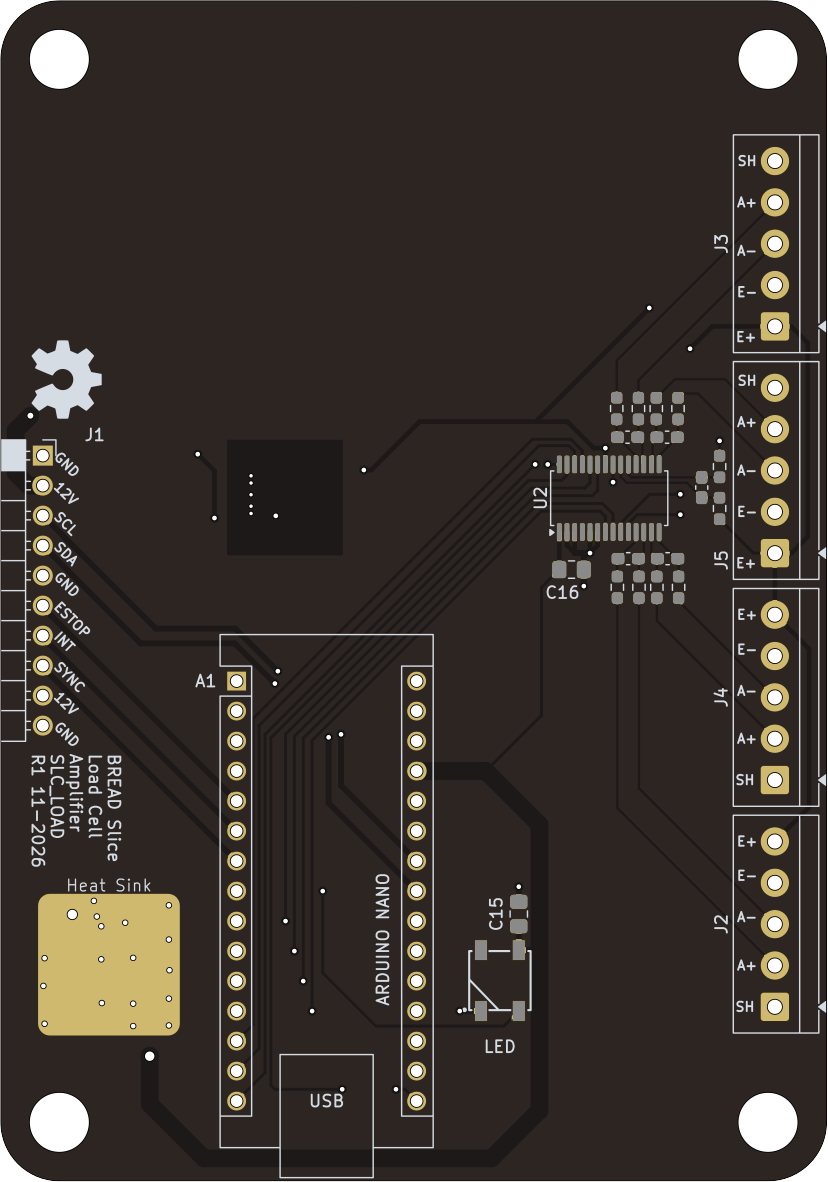 SH
A+
A-
E-
E+
J3
SH
A+
A-
E-
E+
J5
J1
GND
12V
SCL
SDA
GND
ESTOP
INT
SYNC
12V
GND
U2
C16
E+
E-
A-
A+
SH
J4
A1
BREAD Slice
Load Cell
Amplifier
SLC_LOAD
R1 11-2026
Heat Sink
ARDUINO NANO
C15
LED
USB
E+
E-
A-
A+
SH
J2